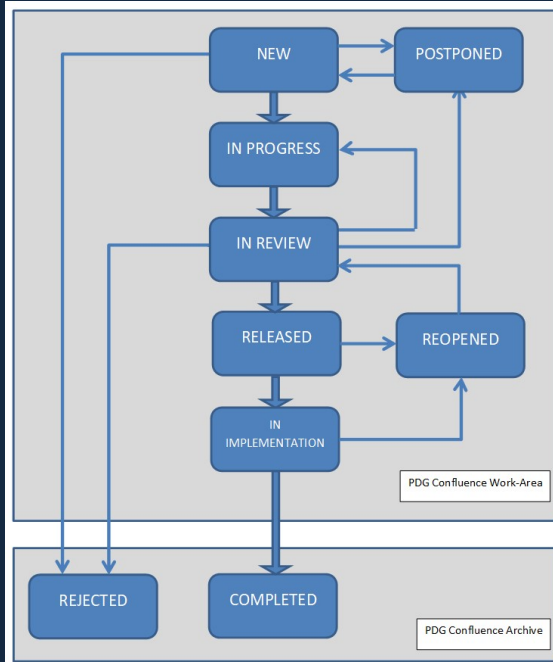 NEW
POSTPONED
IN PROGRESS
IN REVIEW
RELEASED
REOPENED
IN
IMPLEMENTATION
PDG Confluence Work-Area
REJECTED
COMPLETED
PDG Confluence Archive